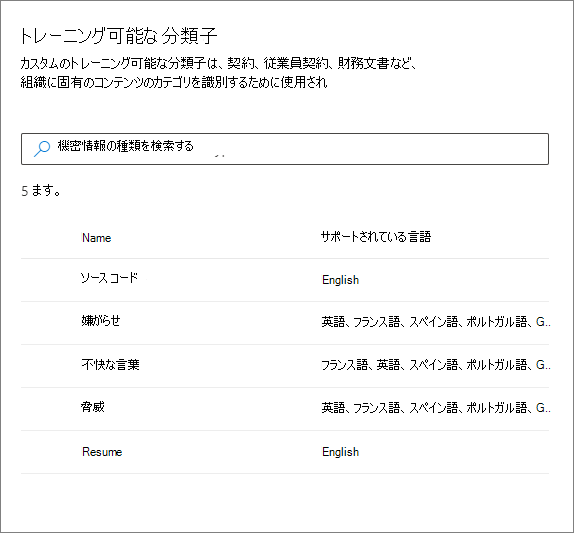 トレーニング可能な分類子
カスタムのトレーニング可能な分類子は、契約、従業員契約、財務文書など、
組織に固有のコンテンツのカテゴリを識別するために使用され
機密情報の種類を検索する
5 ます。
Name サポートされている言語
ソースコード English
嫌がらせ 英語、フランス語、スペイン語、ポルトガル語、G..
不快な言葉 フランス語、英語、スペイン語、ポルトガル語、G..
脅威 英語、フランス語、スペイン語、ポルトガル語、G..
Resume English